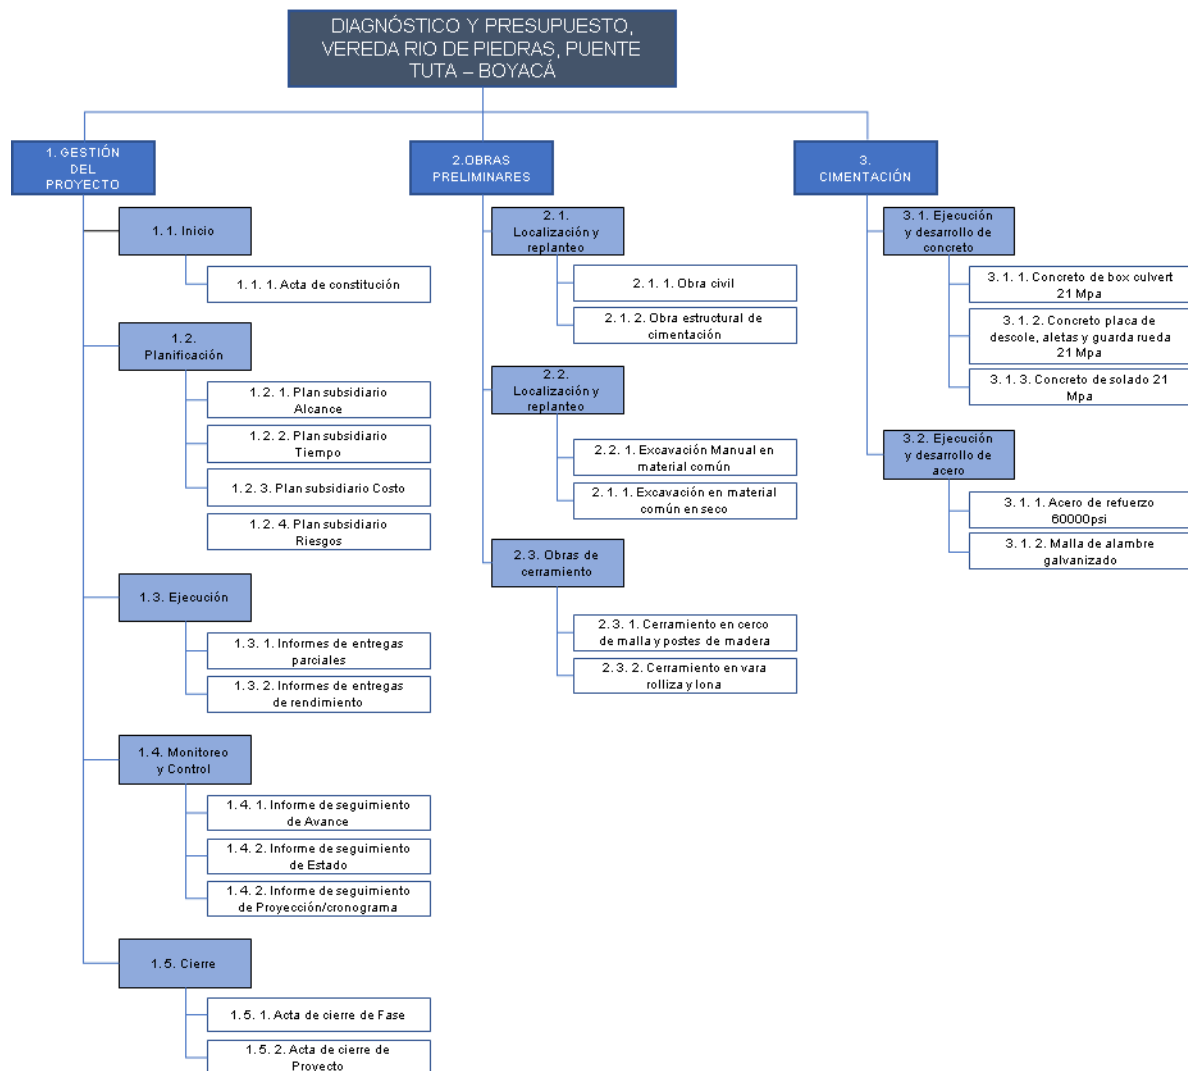 DIAGNÓSTICO Y PRESUPUESTO,
VEREDA RIO DE PIEDRAS, PUENTE
TUTA – BOYACÁ
1. GESTIÓN
DEL
PROYECTO
1. 1. Inicio
1. 1. 1. Acta de constitución
1.2.
Planificación
1. 2. 1. Plan subsidiario
Alcance
1. 2. 2. Plan subsidiario
Tiempo
1. 2. 3. Plan subsidiario Costo
1. 2. 4. Plan subsidiario
Riesgos
1.3. Ejecución
1. 3. 1. Informes de entregas
parciales
1. 3. 2. Informes de entregas
de rendimiento
1. 4. Monitoreo
y Control
1. 4. 1. Informe de seguimiento
de Avance
1. 4. 2. Informe de seguimiento
de Estado
1. 4. 2. Informe de seguimiento
de Proyección/cronograma
1.5. Cierre
1. 5. 1. Acta de cierre de Fase
1.5. 2. Acta de cierre de
Proyecto
2.OBRAS
PRELIMINARES
2. 1.
Localización y
replanteo
2. 1. 1. Obra civil
2. 1. 2. Obra estructural de
cimentación
2. 2.
Localización y
replanteo
2. 2. 1. Excavación Manual en
material común
2. 1. 1. Excavación en material
común en seco
2. 3. Obras de
cerramiento
2. 3. 1. Cerramiento en cerco
de malla y postes de madera
2. 3. 2. Cerramiento en vara
rolliza y lona
3.
CIMENTACIÓN
3. 1. Ejecución
y desarrollo de
concreto
3. 1. 1. Concreto de box culvert
21 Mpa
3. 1. 2. Concreto placa de
descole, aletas y guarda rueda
21 Mpa
3. 1. 3. Concreto de solado 21
Mpa
3. 2. Ejecución
y desarrollo de
acero
3. 1. 1. Acero de refuerzo
60000psi
3. 1. 2. Malla de alambre
galvanizado